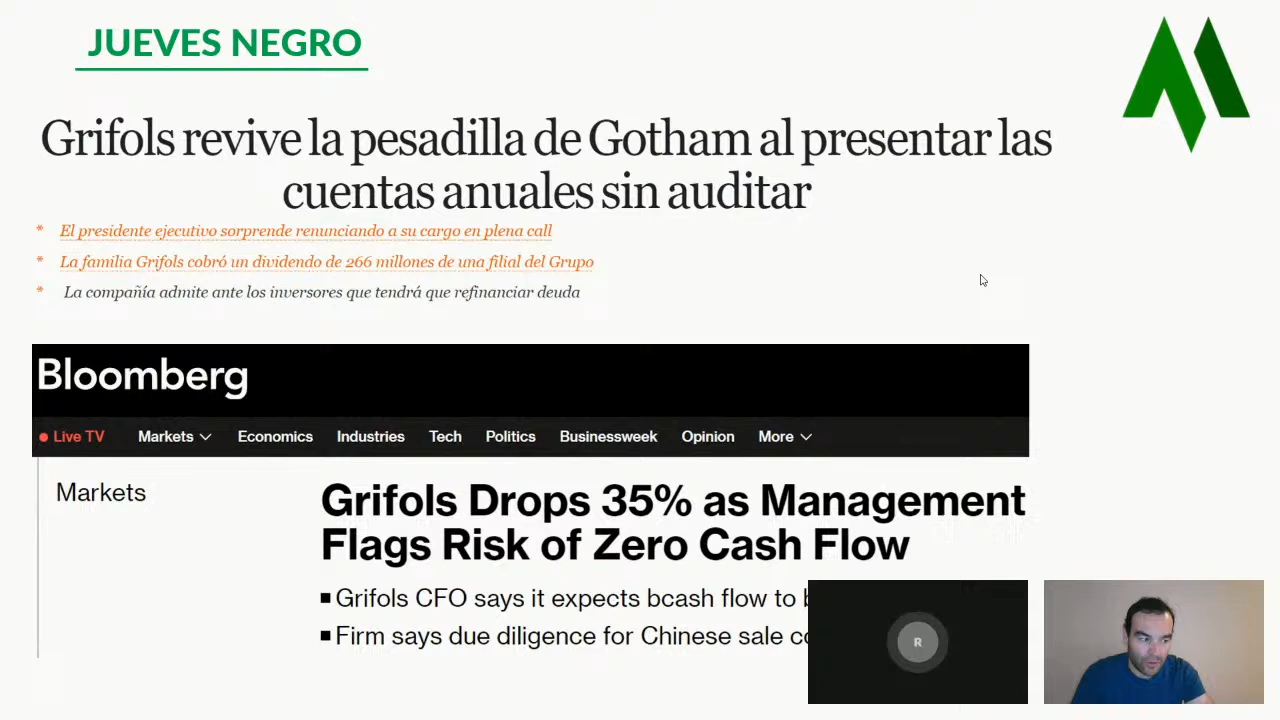 JUEVES NEGRO
Grifols revive la pesadilla de Gotham al presentar las
cuentas anuales sin auditar
* El presidente ejecutivo sorprende renunciando a su cargo en plena call
* La familia Grifols cobró un dividendo de 266 millones de una filial del Grupo
* La compañía admite ante los inversores que tendrá que refinanciar deuda
Bloomberg
Live TV Markets Economics Industries Tech Politics Businessweek Opinion More
Markets
Grifols Drops 35% as Management
Flags Risk of Zero Cash Flow
Grifols CFO says it expects bcash flow to
Firm says due diligence for Chinese sale
R